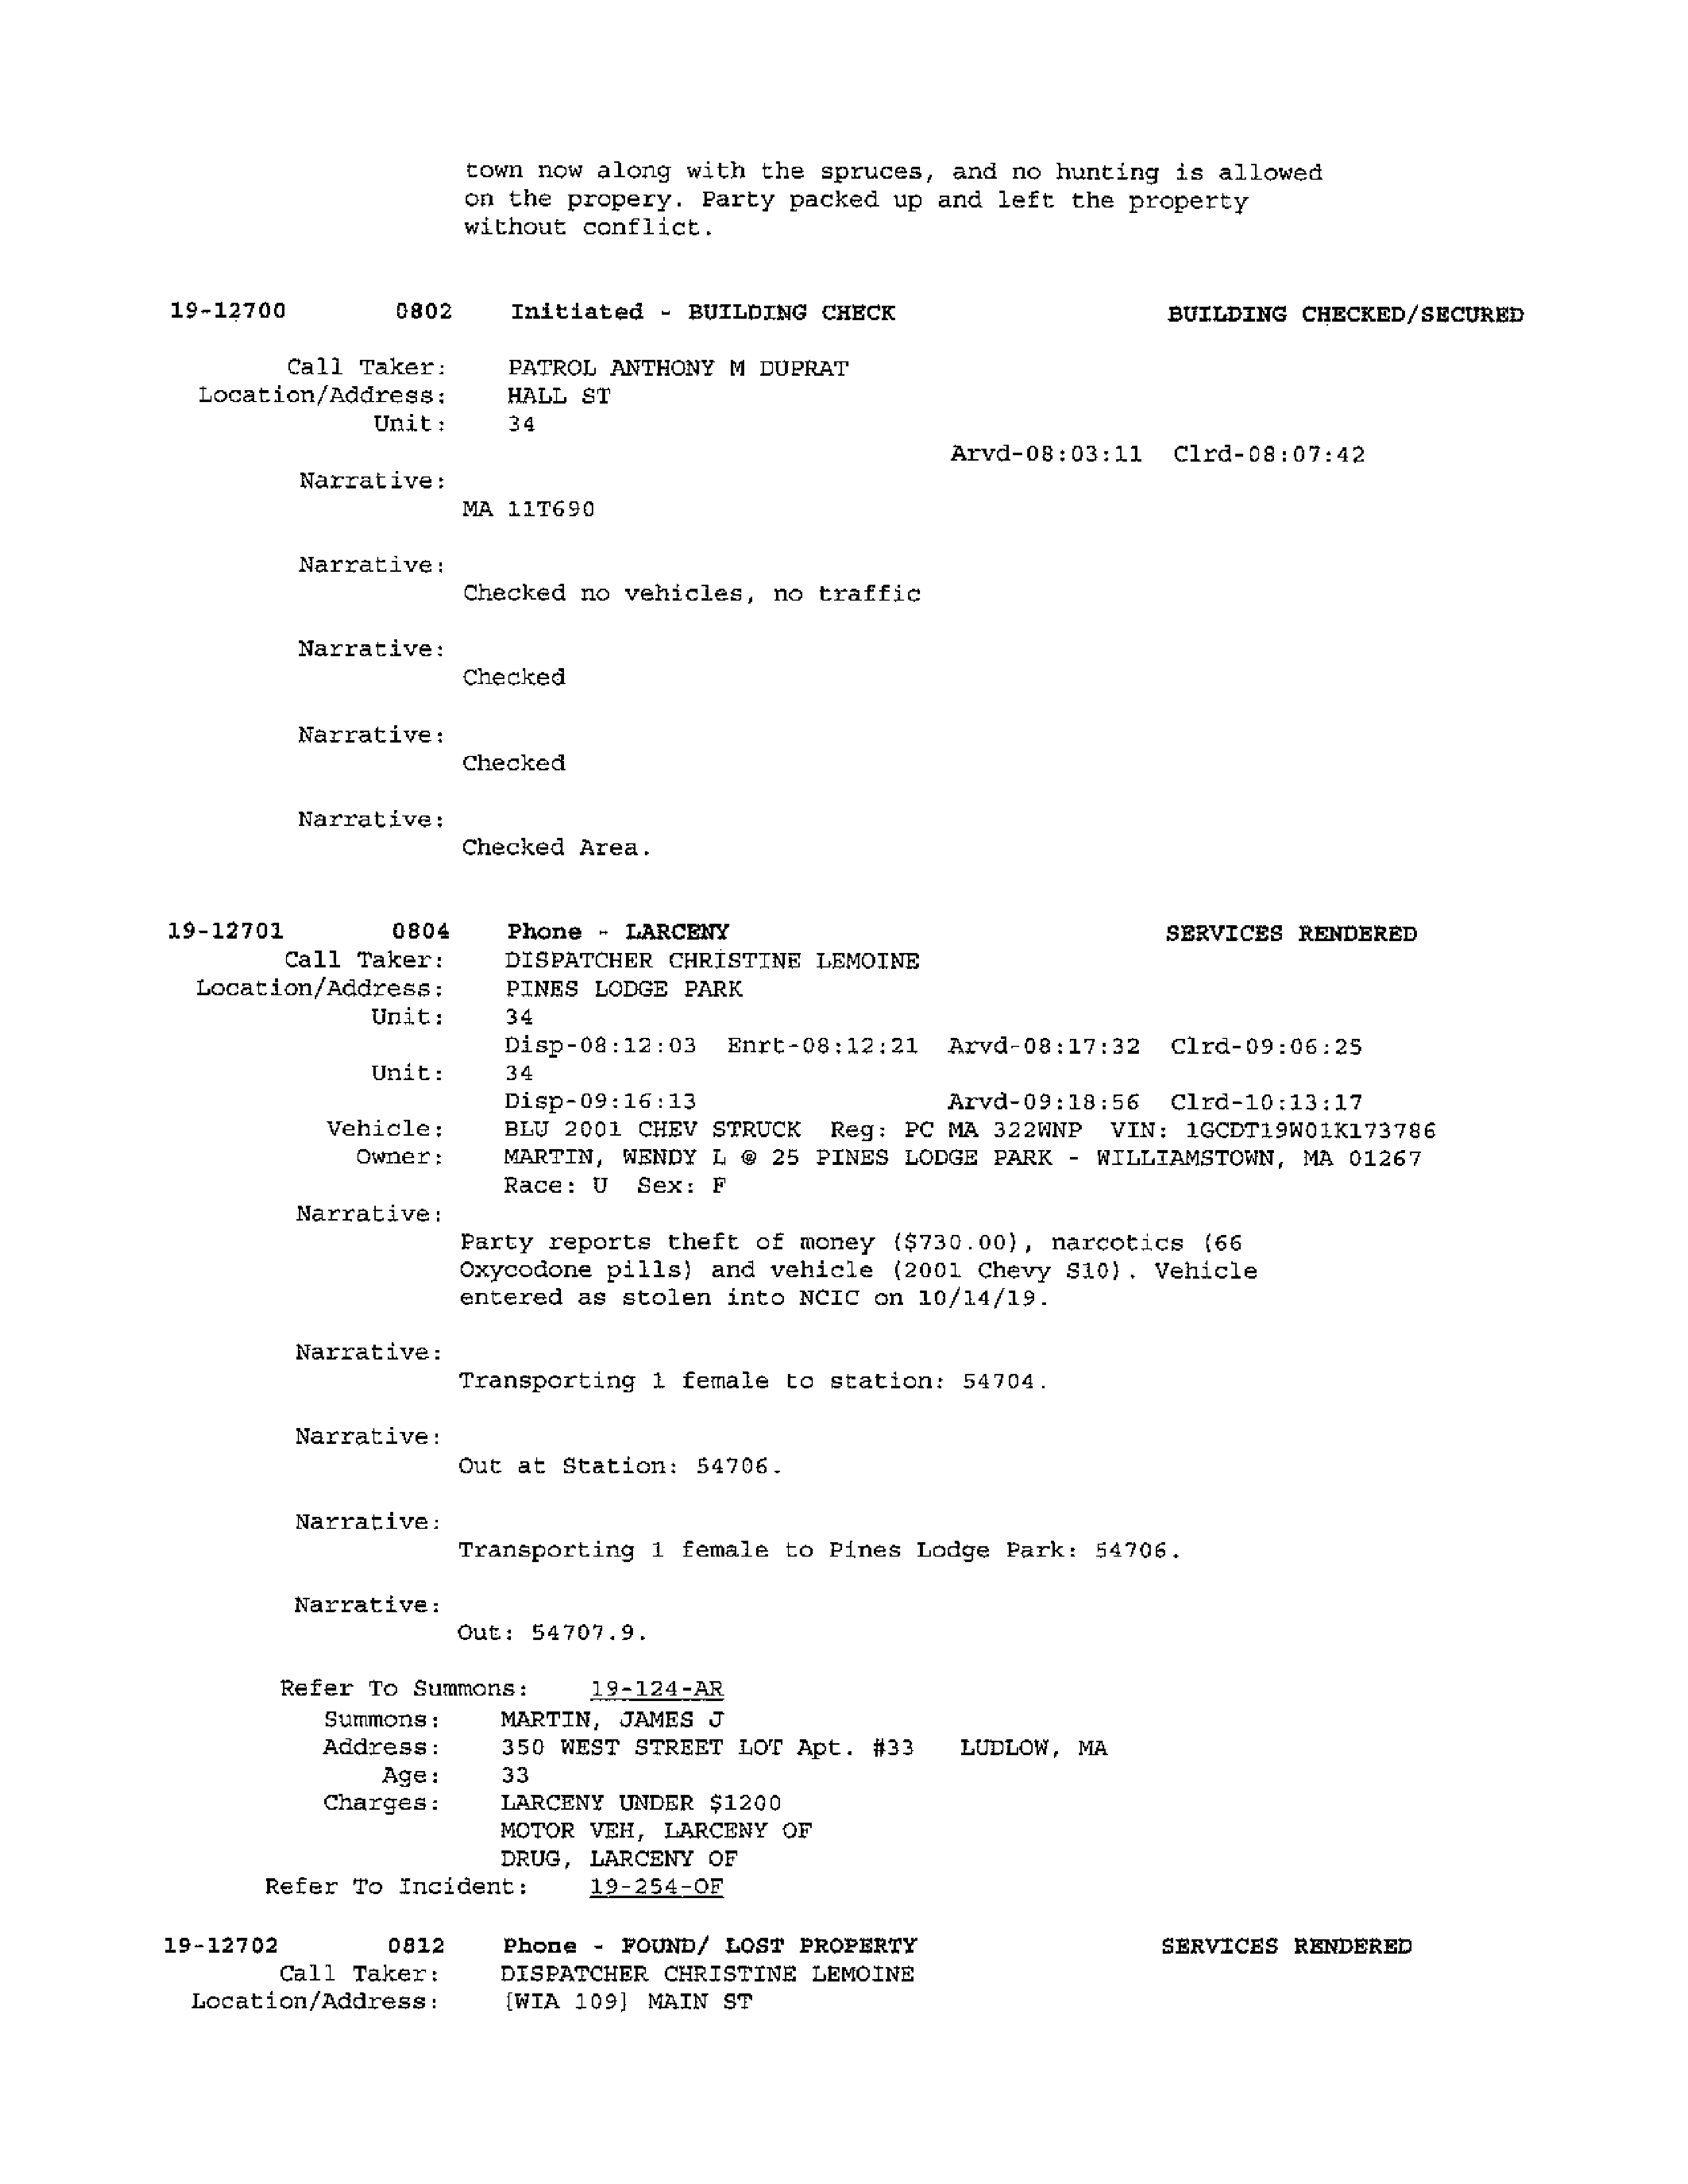 town now along with the spruces, and no hunting is allowed
on the propery. Party packed up and left the property
without conflict.
19-12700 0802 Initiated - BUILDING CHECK BUILDING CHECKED/SECURED
Call Taker: PATROL ANTHONY M DUPRAT
Location/Address: HALL ST
Unit: 34
Arvd-08:03:11 Clrd-08:07:42
Narrative:
MA 11T690
Narrative:
Checked no vehicles, no traffic
Narrative:
Checked
Narrative:
Checked
Narrative:
Checked Area.
19-12701 0804 Phone - LARCENY SERVICES RENDERED
Call Taker: DISPATCHER CHRISTINE LEMOINE
Location/Address: PINES LODGE PARK
Unit: 34
Disp-08:12:03 Enrt-08:12:21 Arvd-08:17:32 Clrd-09:06:25
Unit: 34
Disp-09:16:13 Arvd-09:18:56 Clrd-10:13:17
Vehicle: BLU 2001 CHEV STRUCK Reg: PC MA 322WNP VIN: 1GCDT19W01K173786
Owner: MARTIN, WENDY L @ 25 PINES LODGE PARK - WILLIAMSTOWN, MA 01267
Race: U Sex: F
Narrative:
Party reports theft of money ($730.00), narcotics (66
Oxycodone pills) and vehicle (2001 Chevy S10). Vehicle
entered as stolen into NCIC on 10/14/19.
Narrative:
Transporting 1 female to station: 54704.
Narrative:
Out at Station: 54706.
Narrative:
Transporting 1 female to Pines Lodge Park: 54706.
Narrative:
Out: 54707.9.
Refer To Summons: 19-124-AR
Summons: MARTIN, JAMES J
Address: 350 WEST STREET LOT Apt. #33 LUDLOW, MA
Age: 33
Charges: LARCENY UNDER $1200
MOTOR VEH, LARCENY OF
DRUG, LARCENY OF
Refer To Incident: 19-254-OF
19-12702 0812 Phone - FOUND/ LOST PROPERTY SERVICES RENDERED
Call Taker: DISPATCHER CHRISTINE LEMOINE
Location/Address: [WIA 109] MAIN ST